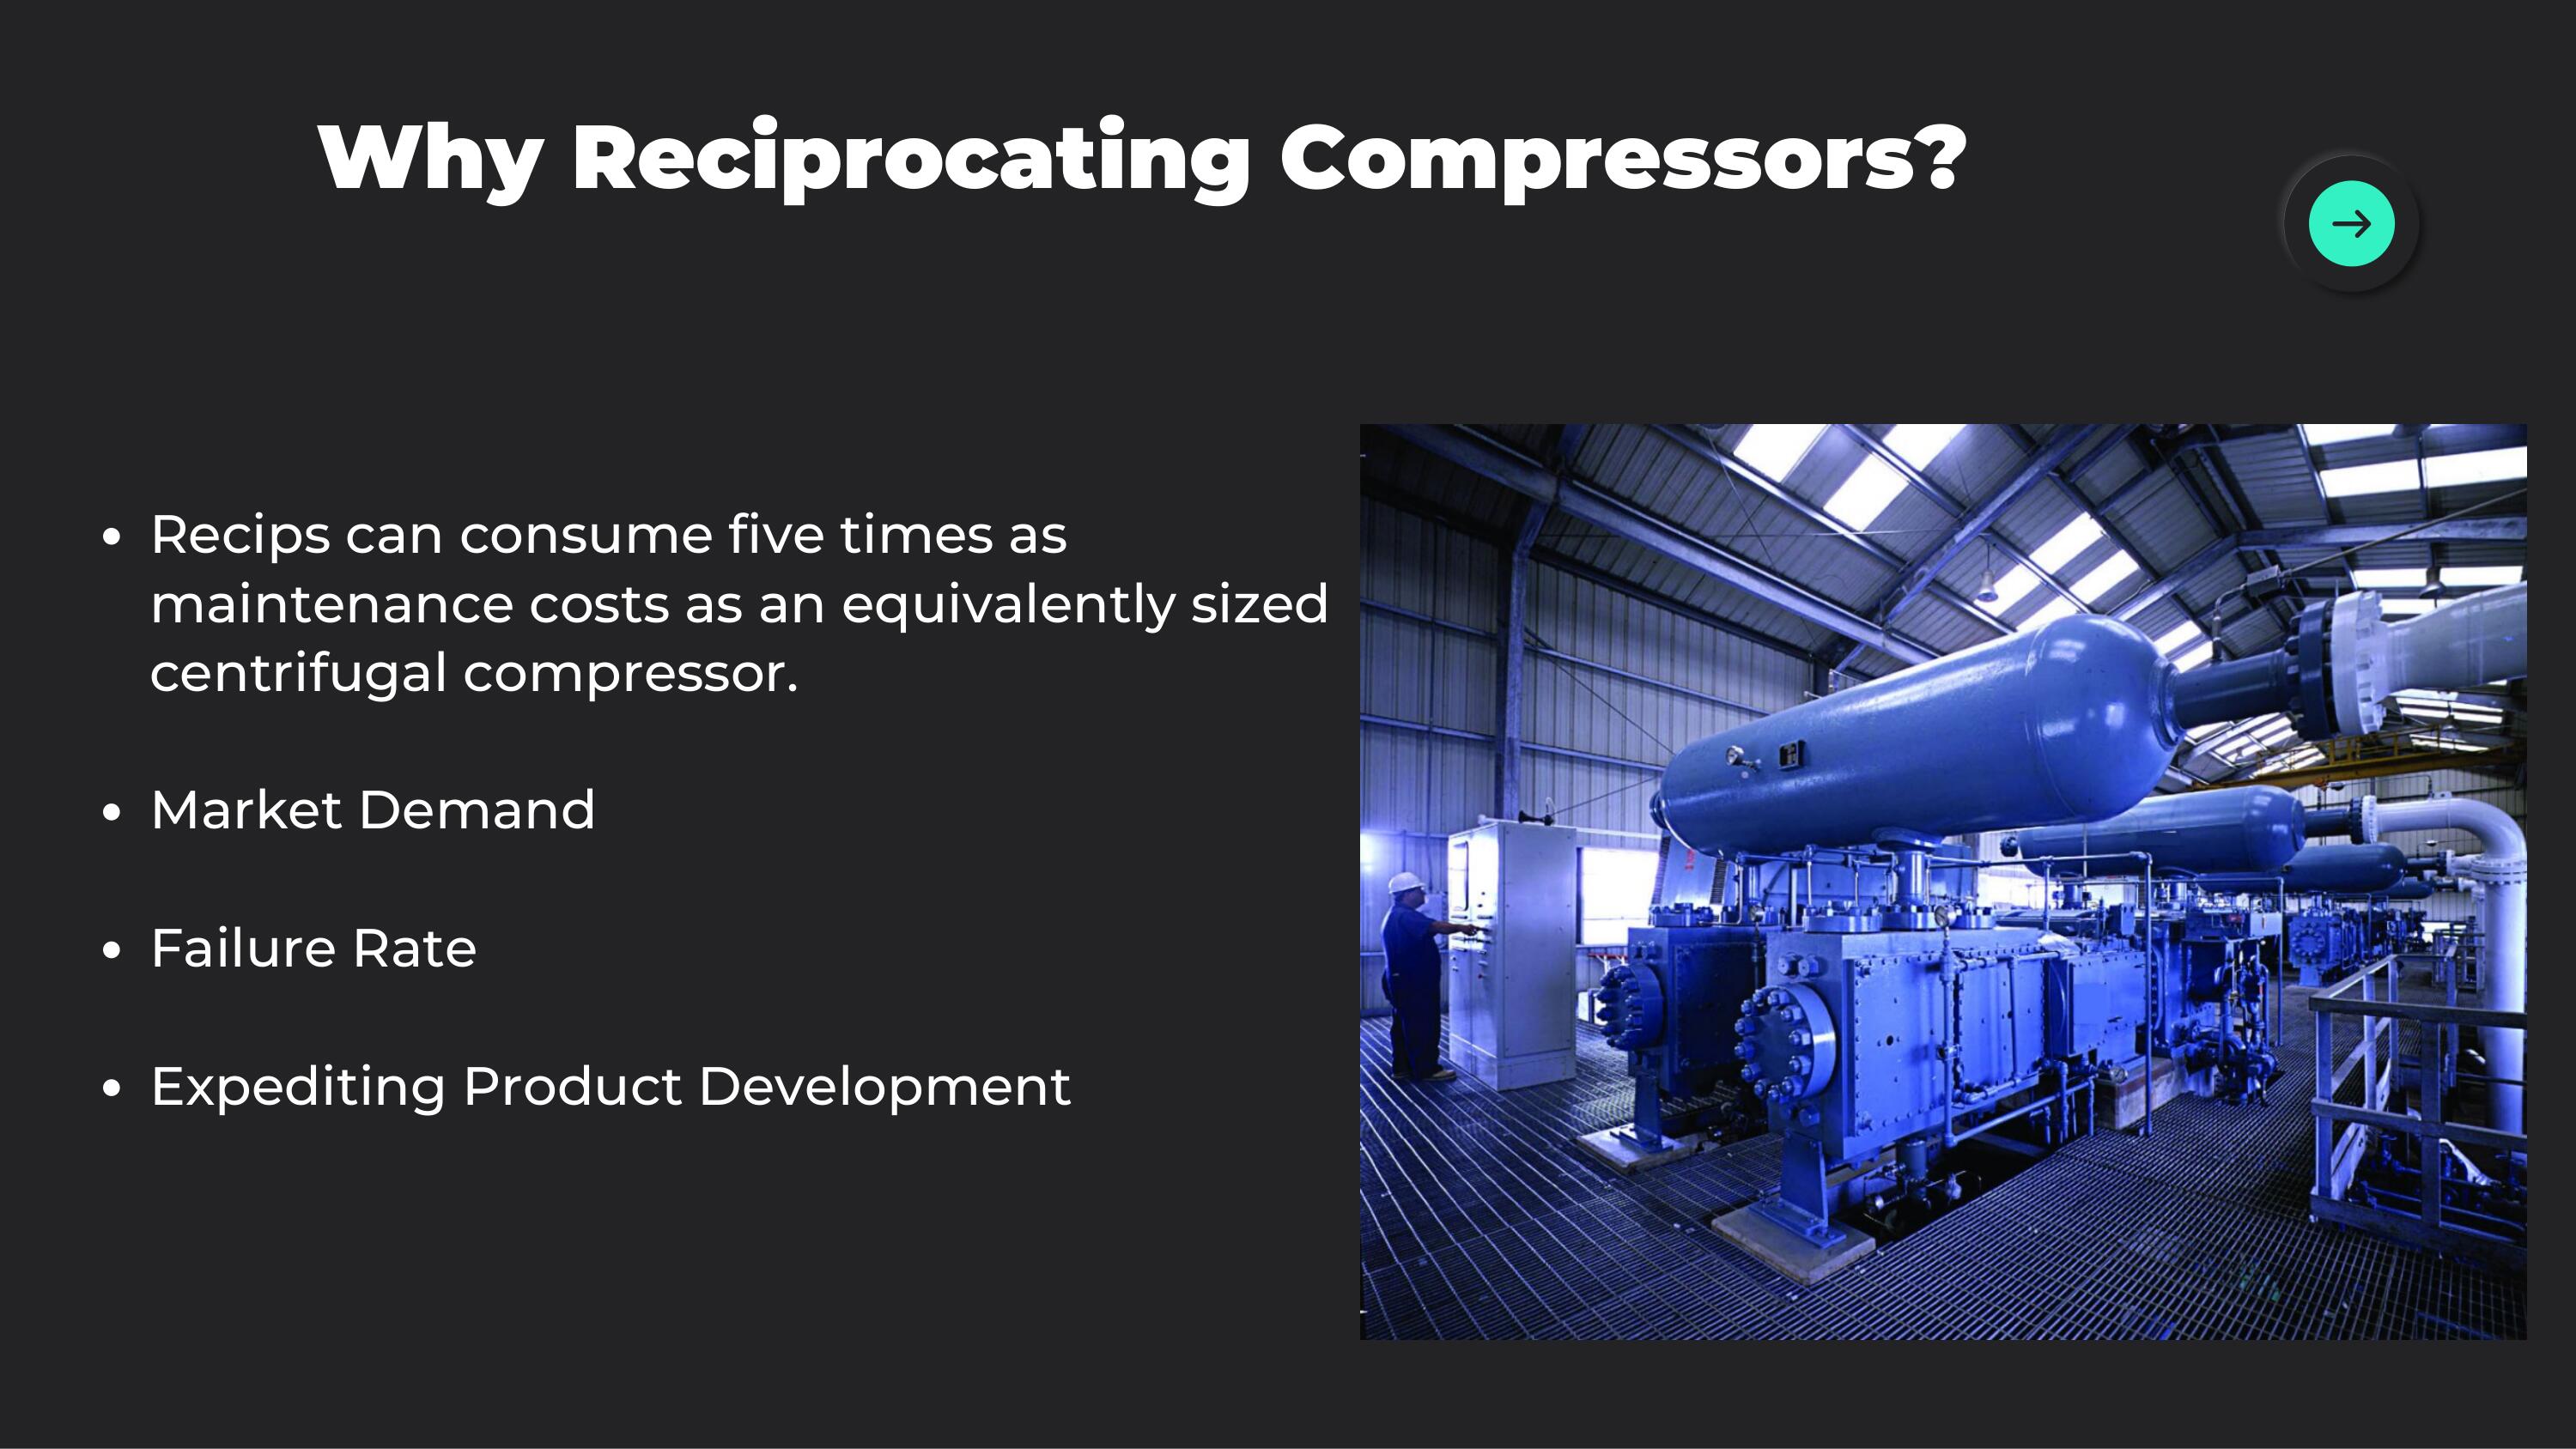 Why Reciprocating Compressors?
• Recips can consume five times as
maintenance costs as an equivalently sized
centrifugal compressor.
• Market Demand
• Failure Rate
• Expediting Product Development